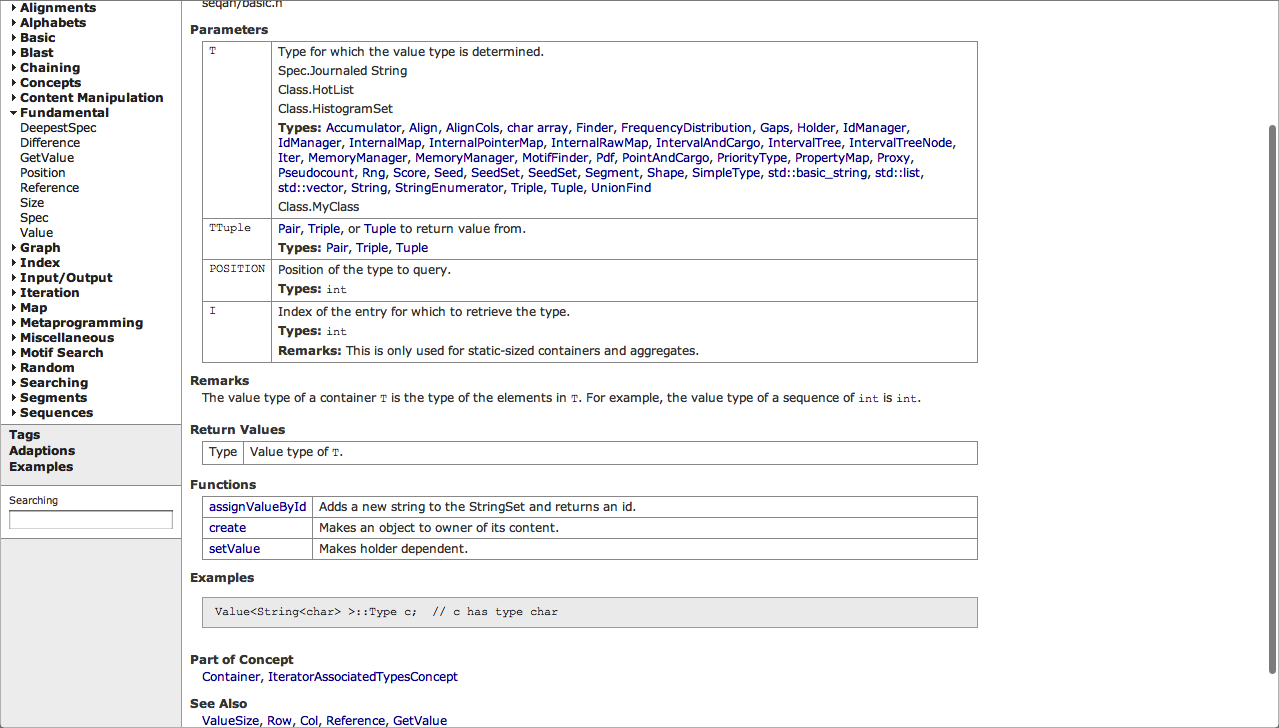 Alignments
Alphabets
Basic
Blast
Chaining
Concepts
Content Manipulation
Fundamental
DeepestSpec
Difference
GetValue
Position
Reference
Size
Spec
Value
Graph
Index
Input/Output
Iteration
Map
Metaprogramming
Miscellaneous
Motif Search
Random
Searching
Segments
Sequences
Tags
Adaptions
Examples
Searching
seqan/basic.h
Parameters
T Type for which the value type is determined.
Spec.Journaled String
Class.HotList
Class.HistogramSet
Types: Accumulator, Align, AlignCols, char array, Finder, FrequencyDistribution, Gaps, Holder, IdManager,
IdManager, InternalMap, InternalPointerMap, InternalRawMap, IntervalAndCargo, IntervalTree, IntervalTreeNode,
Iter, MemoryManager, MemoryManager, MotifFinder, Pdf, PointAndCargo, PriorityType, PropertyMap, Proxy,
Pseudocount, Rng, Score, Seed, SeedSet, SeedSet, Segment, Shape, SimpleType, std::basic_string, std::list,
std::vector, String, StringEnumerator, Triple, Tuple, UnionFind
Class.MyClass
TTuple Pair, Triple, or Tuple to return value from.
Types: Pair, Triple, Tuple
POSITION Position of the type to query.
Types: int
I Index of the entry for which to retrieve the type.
Types: int
Remarks: This is only used for static-sized containers and aggregates.
Remarks
The value type of a container T is the type of the elements in T. For example, the value type of a sequence of int is int.
Return Values
Type Value type of T.
Functions
assignValueById Adds a new string to the StringSet and returns an id.
create Makes an object to owner of its content.
setValue Makes holder dependent.
Examples
Value<String<char> >::Type c;  // c has type char
Part of Concept
Container, IteratorAssociatedTypesConcept
See Also
ValueSize, Row, Col, Reference, GetValue